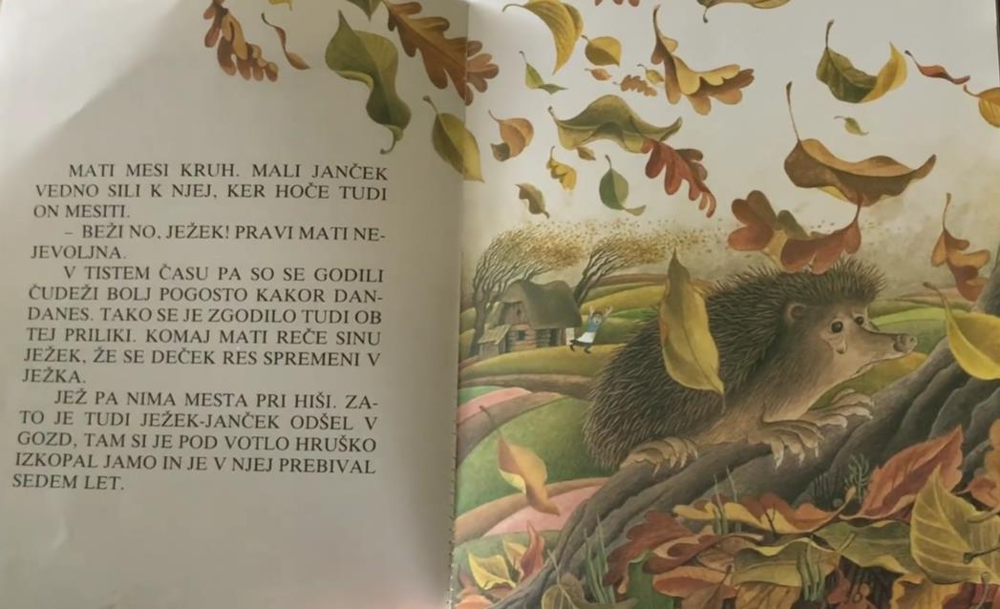 MATI MESI KRUH. MALI JANČEK
VEDNO SILI K NJEJ, KER HOČE TUDI
ON MESITI.
– BEŽI NO, JEŽEK! PRAVI MATI NE-
JEVOLJNA.
V TISTEM ČASU PA SO SE GODILI
ČUDEŽI BOLJ POGOSTO KAKOR DAN-
DANES. TAKO SE JE ZGODILO TUDI OB
TEJ PRILIKI. KOMAJ MATI REČE SINU
JEŽEK, ŽE SE DEČEK RES SPREMENI V
JEŽKA.
JEŽ PA NIMA MESTA PRI HIŠI. ZA-
TO JE TUDI JEŽEK-JANČEK ODŠEL V
GOZD, TAM SI JE POD VOTLO HRUŠKO
IZKOPAL JAMO IN JE V NJEJ PREBIVAL
SEDEM LET.